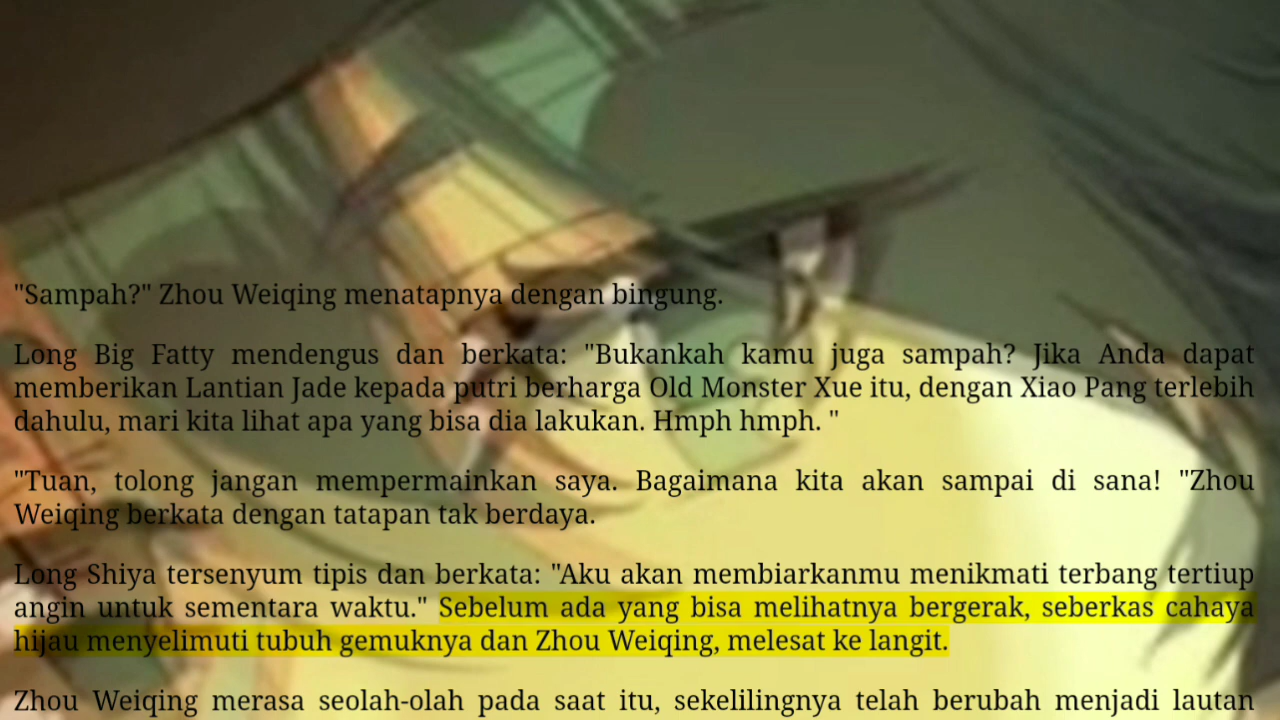 "Sampah?" Zhou Weiqing menatapnya dengan bingung.
Long Big Fatty mendengus dan berkata: "Bukankah kamu juga sampah? Jika Anda dapat
memberikan Lantian Jade kepada putri berharga Old Monster Xue itu, dengan Xiao Pang terlebih
dahulu, mari kita lihat apa yang bisa dia lakukan. Hmph hmph. "
"Tuan, tolong jangan mempermainkan saya. Bagaimana kita akan sampai di sana! "Zhou
Weiqing berkata dengan tatapan tak berdaya.
Long Shiya tersenyum tipis dan berkata: "Aku akan membiarkanmu menikmati terbang tertiup
angin untuk sementara waktu." Sebelum ada yang bisa melihatnya bergerak, seberkas cahaya
hijau menyelimuti tubuh gemuknya dan Zhou Weiqing, melesat ke langit.
Zhou Weiqing merasa seolah-olah pada saat itu, sekelilingnya telah berubah menjadi lautan